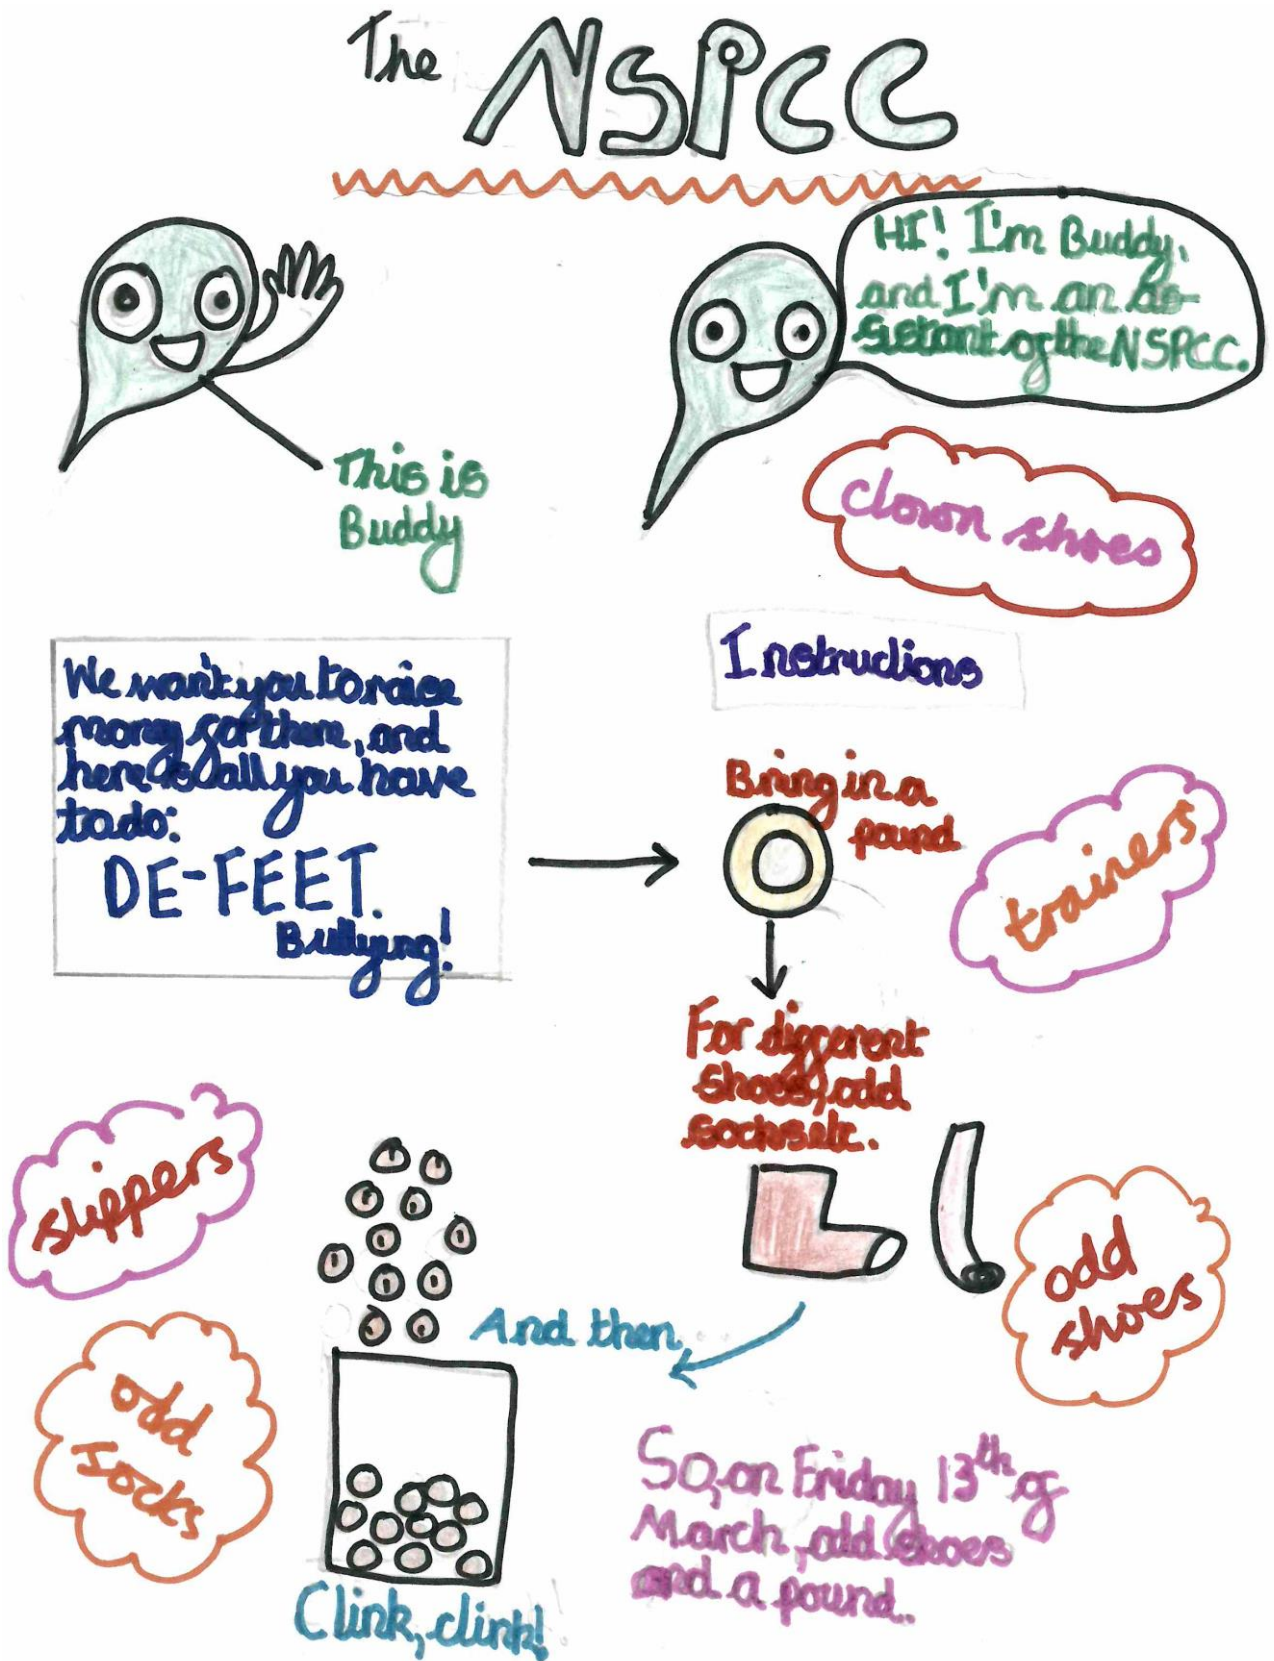 The NSPCC
HI! I'm Buddy,
and I'm an as-
sistant of the NSPCC.
This is
Buddy
clown shoes
We want you to raise
money for them, and
here is all you have
to do:
DE-FEET.
Bullying!
Instructions
Bring in a
pound
trainers
For different
shoes, odd
socks etc.
slippers
odd
shoes
And then
odd
socks
So, on Friday 13th of
March, odd shoes
and a pound.
Clink, clink!